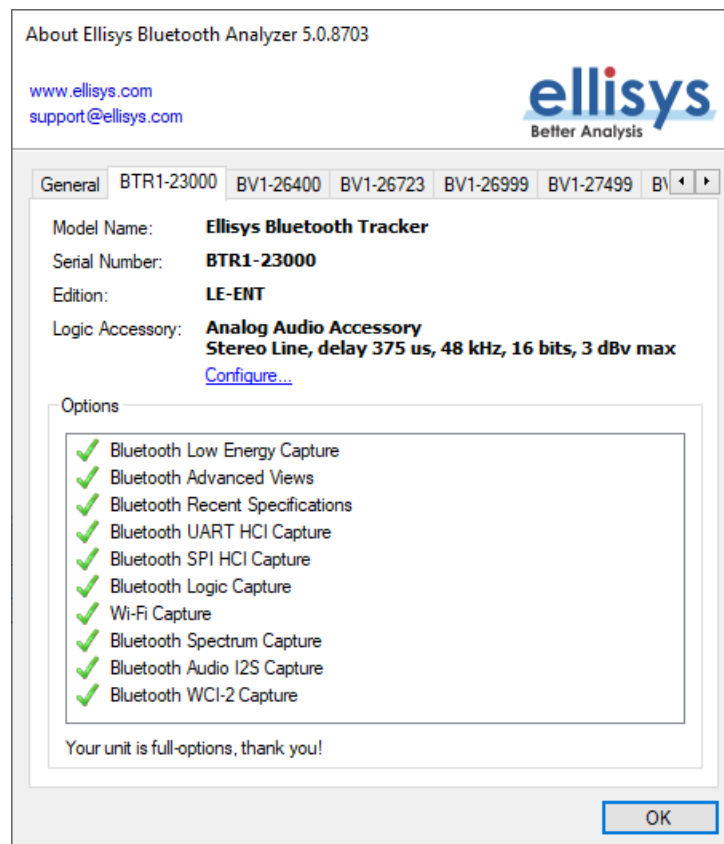 About Ellisys Bluetooth Analyzer 5.0.8703
www.ellisys.com
support@ellisys.com
ellisys
Better Analysis
General BTR1-23000 BV1-26400 BV1-26723 BV1-26999 BV1-27499
Model Name: Ellisys Bluetooth Tracker
Serial Number: BTR1-23000
Edition: LE-ENT
Logic Accessory: Analog Audio Accessory
Stereo Line, delay 375 us, 48 kHz, 16 bits, 3 dBv max
Configure...
Options
Bluetooth Low Energy Capture
Bluetooth Advanced Views
Bluetooth Recent Specifications
Bluetooth UART HCI Capture
Bluetooth SPI HCI Capture
Bluetooth Logic Capture
Wi-Fi Capture
Bluetooth Spectrum Capture
Bluetooth Audio I2S Capture
Bluetooth WCI-2 Capture
Your unit is full-options, thank you!
OK